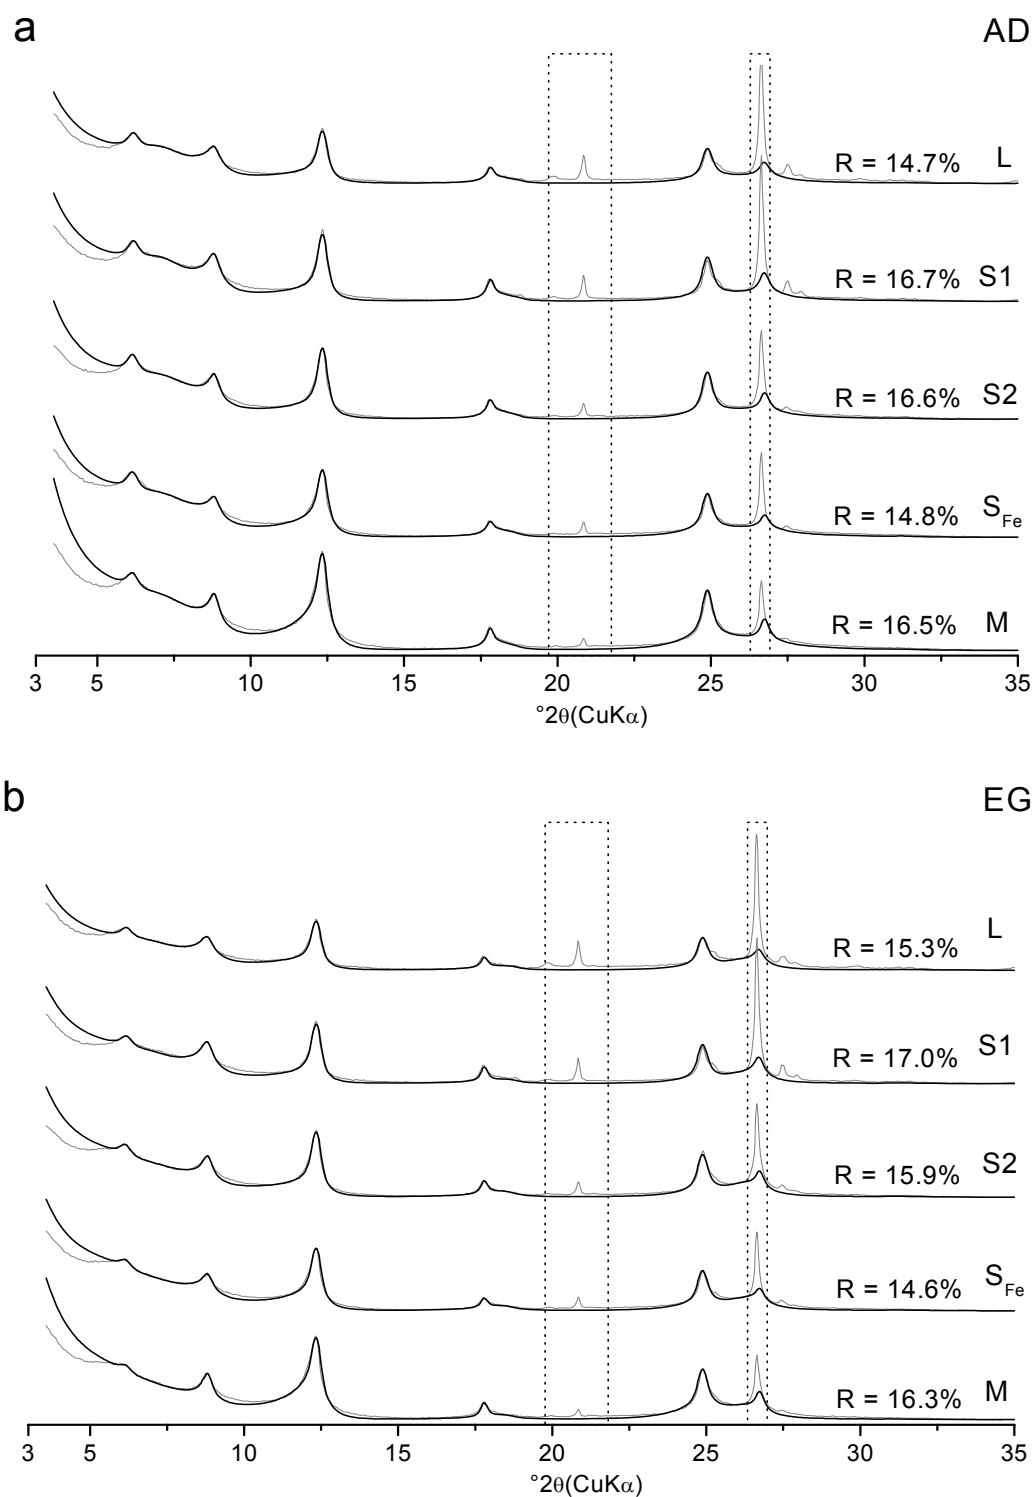 a
AD
R = 14.7% L
R = 16.7% S1
R = 16.6% S2
R = 14.8% SFe
R = 16.5% M
3 5 10 15 20 25 30 35
°2θ(CuKα)
b
EG
R = 15.3% L
R = 17.0% S1
R = 15.9% S2
R = 14.6% SFe
R = 16.3% M
3 5 10 15 20 25 30 35
°2θ(CuKα)